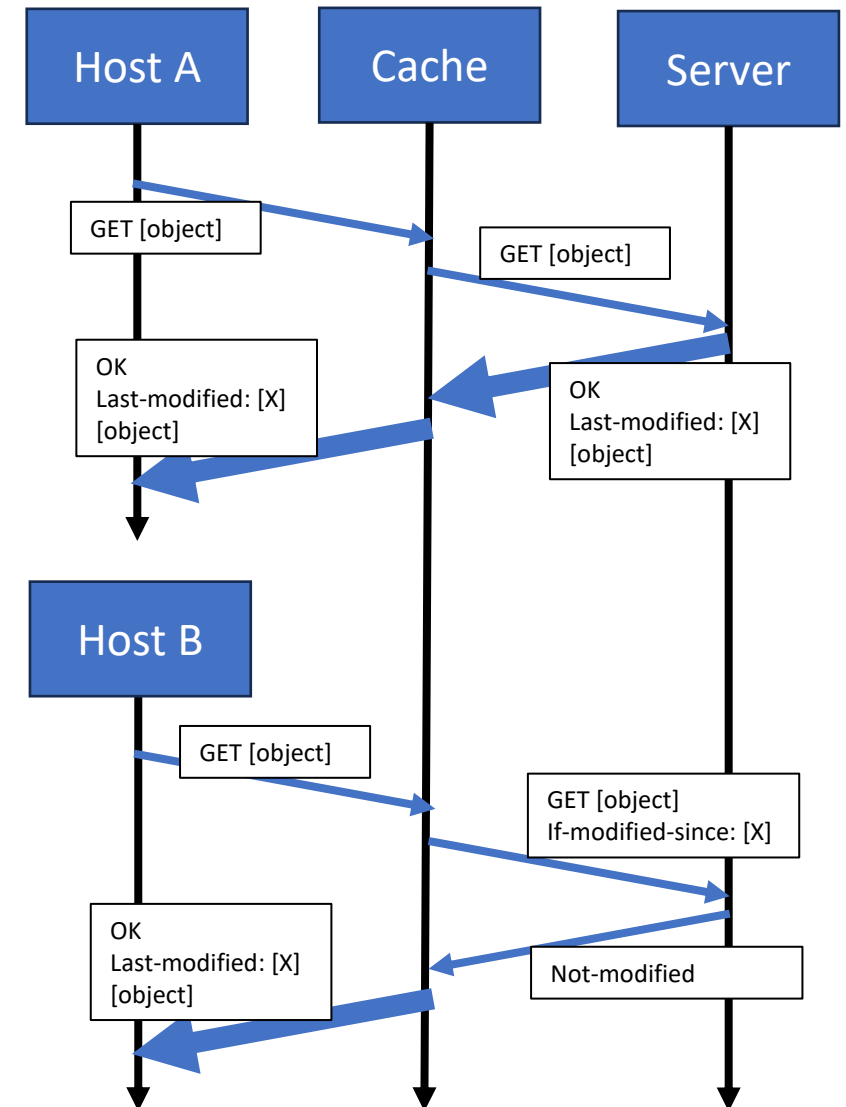 Host A
Cache
Server
GET [object]
GET [object]
OK
Last-modified: [X]
[object]
OK
Last-modified: [X]
[object]
Host B
GET [object]
GET [object]
If-modified-since: [X]
OK
Last-modified: [X]
[object]
Not-modified